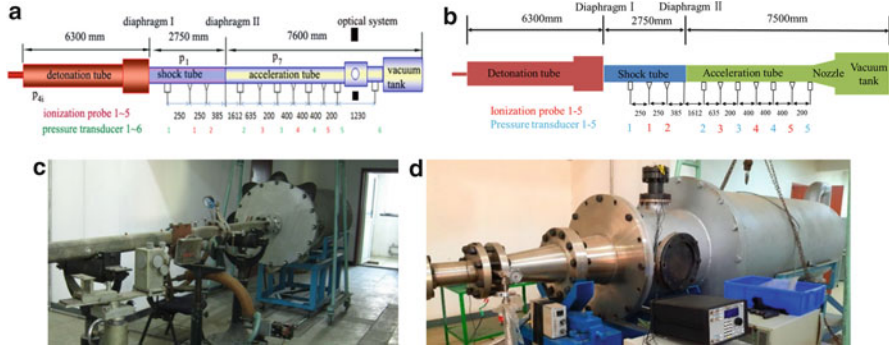 a
diaphragm I
diaphragm II
optical system
6300 mm
2750 mm
7600 mm
p1
p7
detonation tube
shock tube
acceleration tube
vacuum
tank
p4i
250 250 385 1612 635 200 400 400 400 200 1230
ionization probe 1~5
pressure transducer 1~6
1 1 2 2 3 3 4 4 5 5 6
b
Diaphragm I
Diaphragm II
6300mm
2750mm
7500mm
Detonation tube
Shock tube
Acceleration tube
Nozzle
Vacuum
tank
250 250 385 1612 635 200 400 400 400 200
Ionization probe 1-5
Pressure transducer 1-5
1 1 2 2 3 3 4 4 5 5
c
d